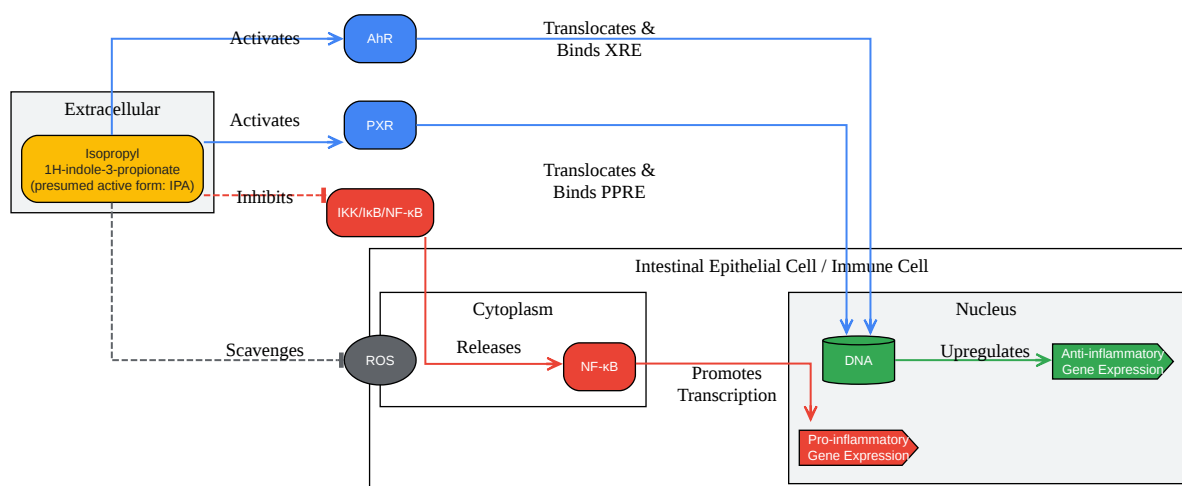 Activates
AhR
Translocates &
Binds XRE
Extracellular
Isopropyl
1H-indole-3-propionate
(presumed active form: IPA)
Activates
PXR
Translocates &
Binds PPRE
Inhibits
IKK/IκB/NF-κB
Intestinal Epithelial Cell / Immune Cell
Cytoplasm
Nucleus
Scavenges
ROS
Releases
NF-κB
Promotes
Transcription
DNA
Upregulates
Anti-inflammatory
Gene Expression
Pro-inflammatory
Gene Expression